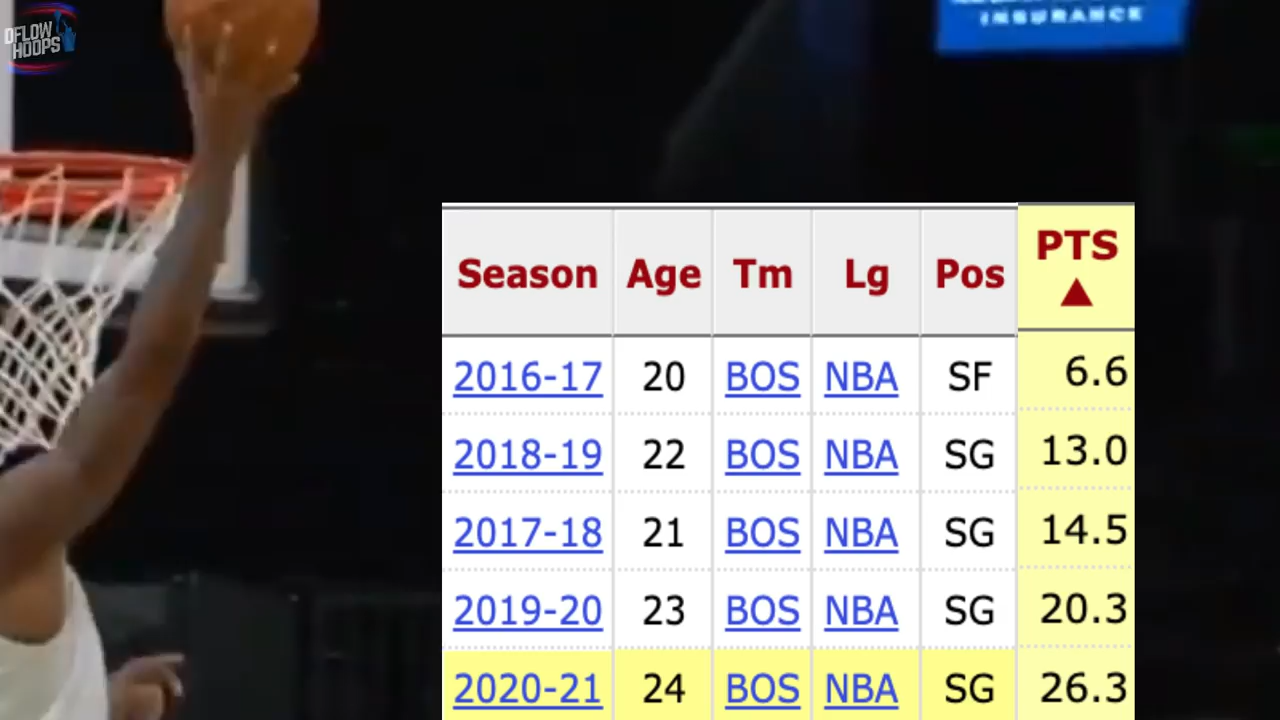 DFLOW
HOOPS
INSURANCE
Season Age Tm Lg Pos PTS ▲
2016-17 20 BOS NBA SF 6.6
2018-19 22 BOS NBA SG 13.0
2017-18 21 BOS NBA SG 14.5
2019-20 23 BOS NBA SG 20.3
2020-21 24 BOS NBA SG 26.3